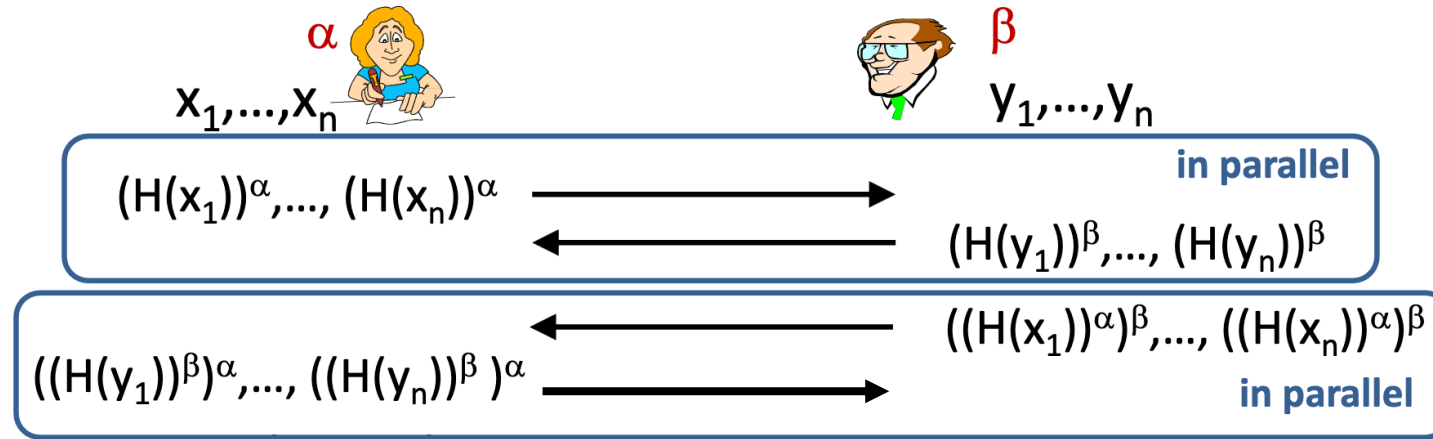 α β
x₁,...,xₙ y₁,...,yₙ
in parallel
(H(x₁))ᵅ,..., (H(xₙ))ᵅ
(H(y₁))ᵝ,..., (H(yₙ))ᵝ
((H(x₁))ᵅ)ᵝ,..., ((H(xₙ))ᵅ)ᵝ
((H(y₁))ᵝ)ᵅ,..., ((H(yₙ))ᵝ )ᵅ
in parallel